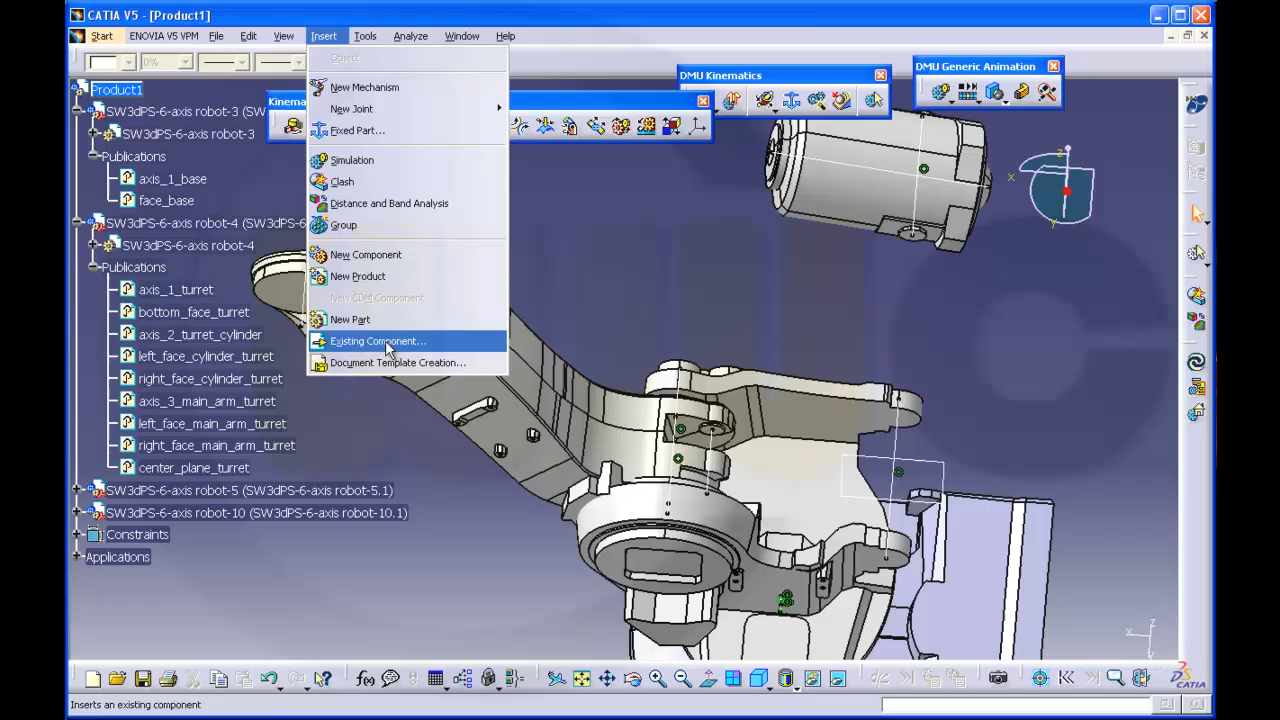 CATIA V5 - [Product1]
Start ENOVIA V5 VPM File Edit View Insert Tools Analyze Window Help
0%
Product1
SW3dPS-6-axis robot-3 (SW
SW3dPS-6-axis robot-3
Publications
axis_1_base
face_base
SW3dPS-6-axis robot-4 (SW3dPS-6
SW3dPS-6-axis robot-4
Publications
axis_1_turret
bottom_face_turret
axis_2_turret_cylinder
left_face_cylinder_turret
right_face_cylinder_turret
axis_3_main_arm_turret
left_face_main_arm_turret
right_face_main_arm_turret
center_plane_turret
SW3dPS-6-axis robot-5 (SW3dPS-6-axis robot-5.1)
SW3dPS-6-axis robot-10 (SW3dPS-6-axis robot-10.1)
Constraints
Applications
Kinema
Object
New Mechanism
New Joint
Fixed Part...
Simulation
Clash
Distance and Band Analysis
Group
New Component
New Product
New CDM Component
New Part
Existing Component...
Document Template Creation...
DMU Kinematics
DMU Generic Animation
z
x
y
z
x
y
f(x)
DS
CATIA
Inserts an existing component